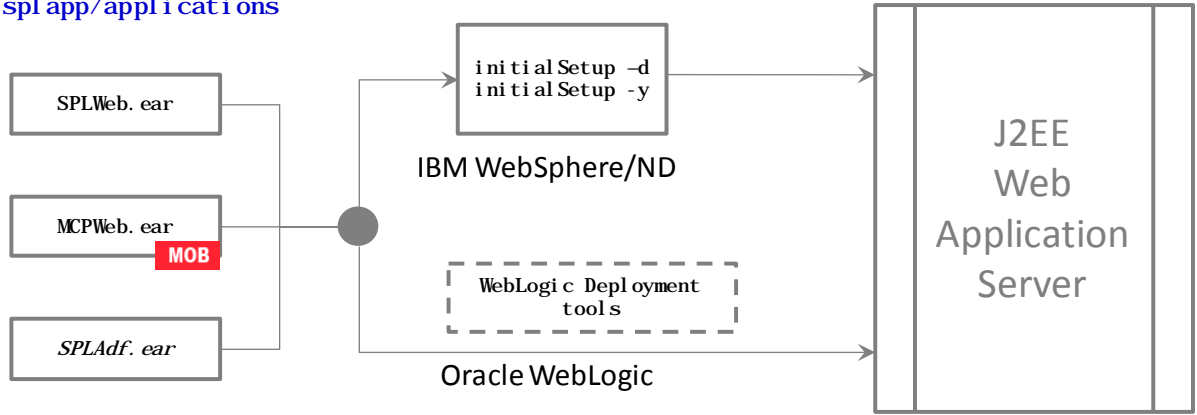 splapp/applications
SPLWeb.ear
MCPWeb.ear
MOB
SPLAdf.ear
initialSetup –d
initialSetup -y
IBM WebSphere/ND
WebLogic Deployment
tools
Oracle WebLogic
J2EE
Web
Application
Server